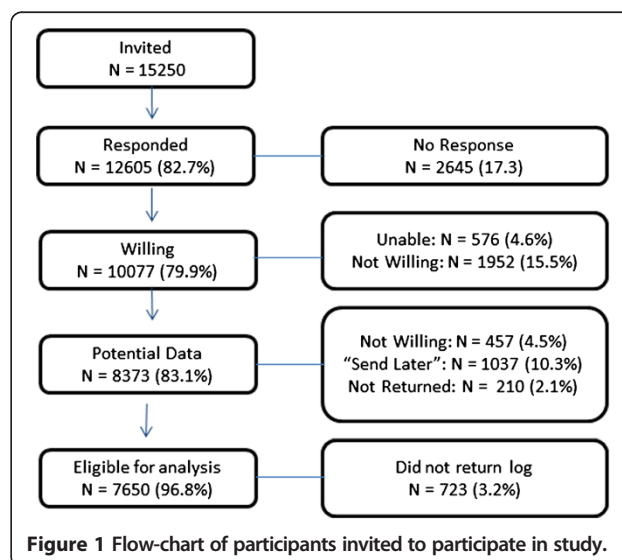 Invited
N = 15250
Responded
N = 12605 (82.7%)
No Response
N = 2645 (17.3)
Willing
N = 10077 (79.9%)
Unable: N = 576 (4.6%)
Not Willing: N = 1952 (15.5%)
Potential Data
N = 8373 (83.1%)
Not Willing: N = 457 (4.5%)
“Send Later”: N = 1037 (10.3%)
Not Returned: N = 210 (2.1%)
Eligible for analysis
N = 7650 (96.8%)
Did not return log
N = 723 (3.2%)
Figure 1 Flow-chart of participants invited to participate in study.